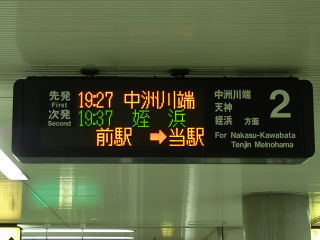 先発 19:27 中洲川端
First
次発 19:37 姪 浜
Second
前駅 ➡当駅
中洲川端
天神
姪浜 方面
2
For Nakasu-Kawabata
Tenjin Meinohama